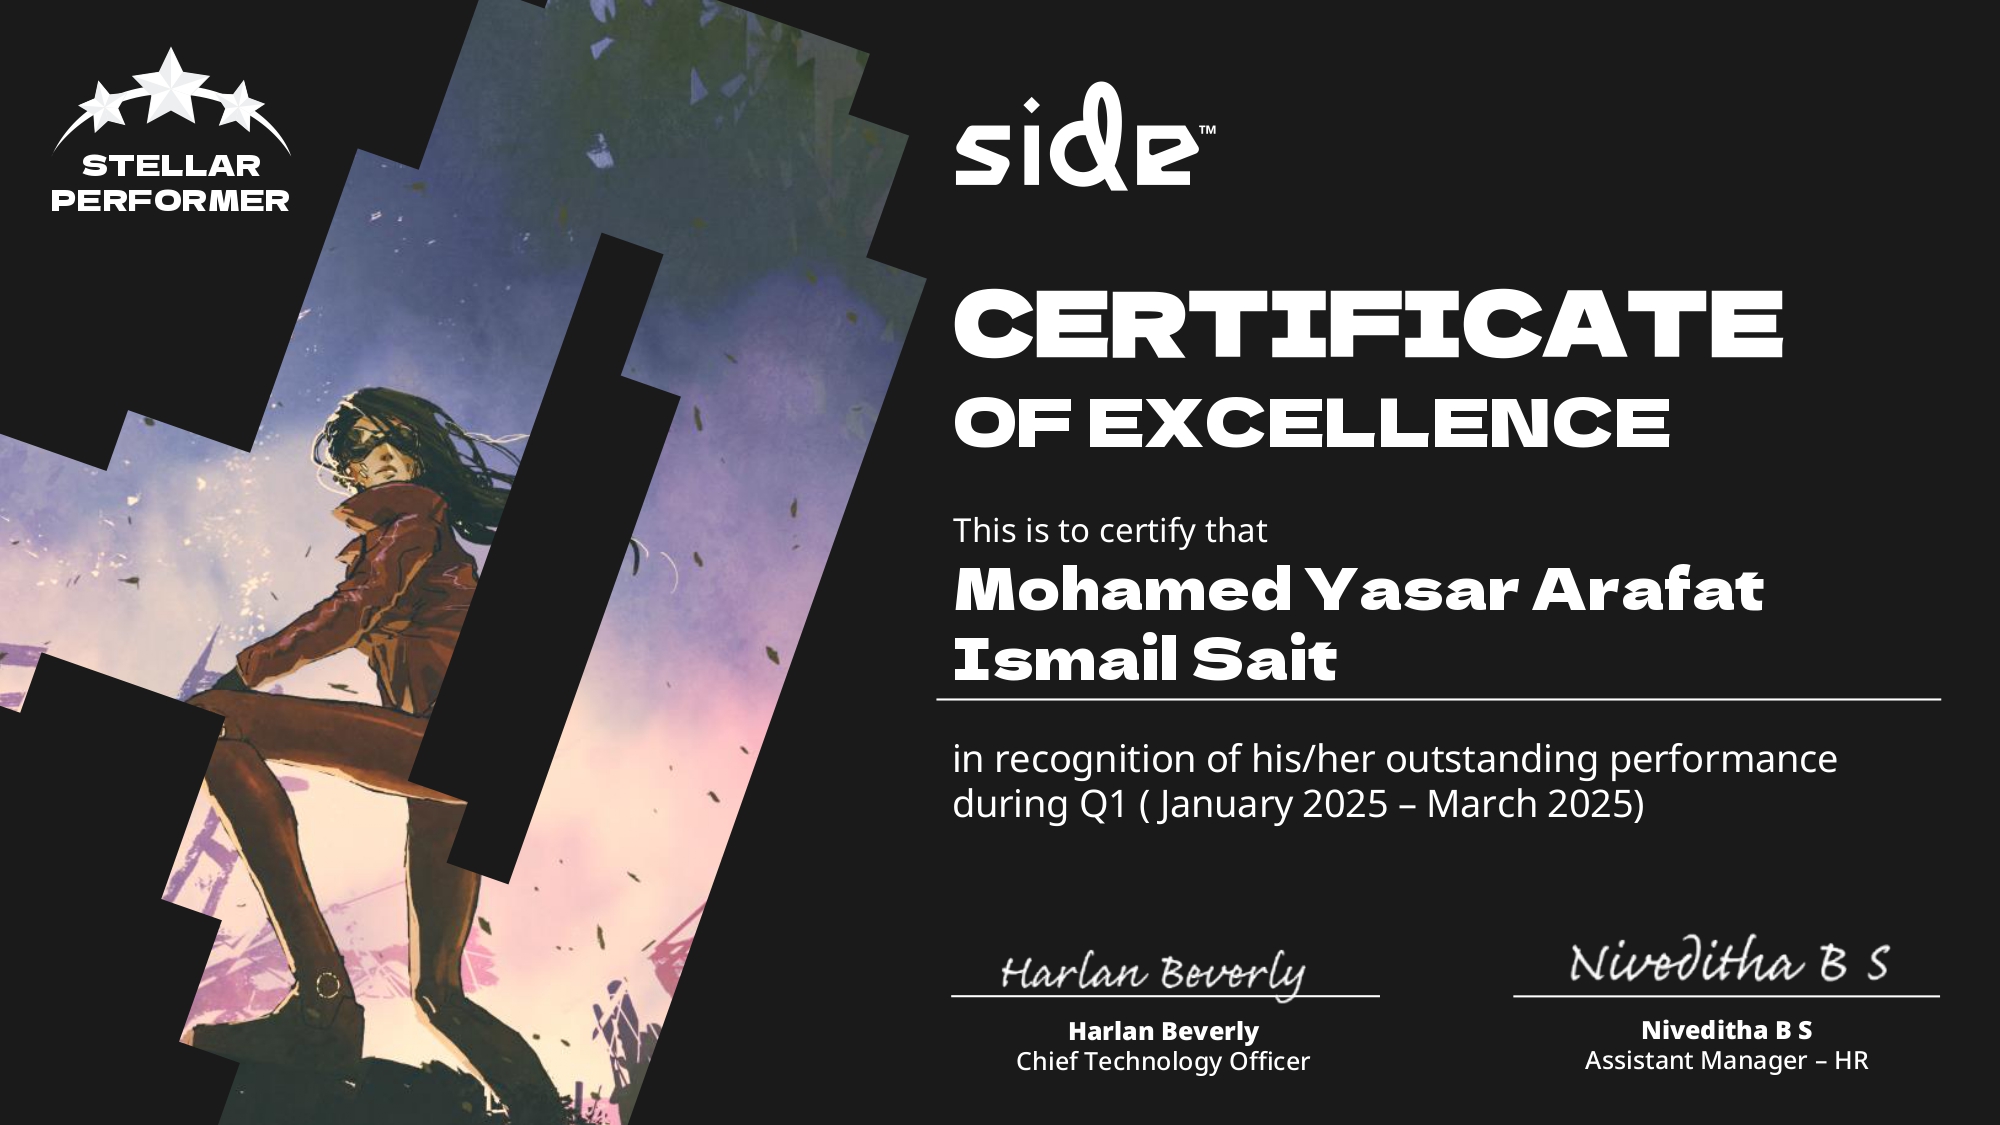 STELLAR
PERFORMER
side™
CERTIFICATE
OF EXCELLENCE
This is to certify that
Mohamed Yasar Arafat
Ismail Sait
in recognition of his/her outstanding performance
during Q1 ( January 2025 – March 2025)
Harlan Beverly
Harlan Beverly
Chief Technology Officer
Niveditha B S
Niveditha B S
Assistant Manager – HR